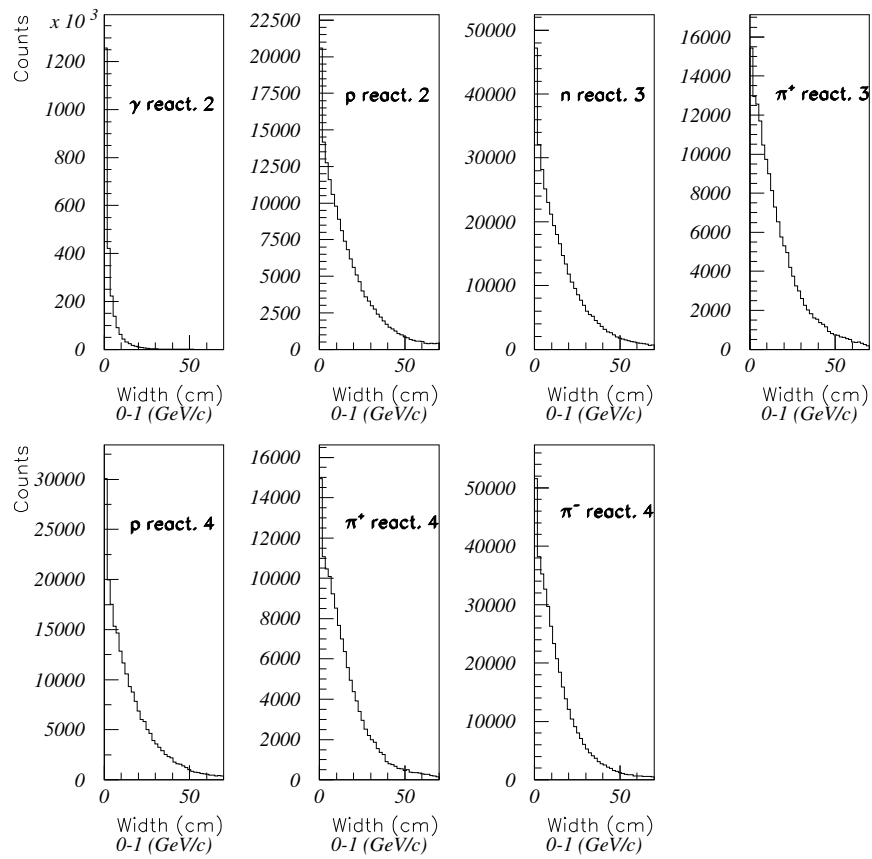 x 10 3
Counts
1200
1000
800
600
400
200
0
γ react. 2
0 50
Width (cm)
0-1 (GeV/c)
22500
20000
17500
15000
12500
10000
7500
5000
2500
0
p react. 2
0 50
Width (cm)
0-1 (GeV/c)
50000
40000
30000
20000
10000
0
n react. 3
0 50
Width (cm)
0-1 (GeV/c)
16000
14000
12000
10000
8000
6000
4000
2000
0
π⁺ react. 3
0 50
Width (cm)
0-1 (GeV/c)
Counts
30000
25000
20000
15000
10000
5000
0
p react. 4
0 50
Width (cm)
0-1 (GeV/c)
16000
14000
12000
10000
8000
6000
4000
2000
0
π⁺ react. 4
0 50
Width (cm)
0-1 (GeV/c)
50000
40000
30000
20000
10000
0
π⁻ react. 4
0 50
Width (cm)
0-1 (GeV/c)